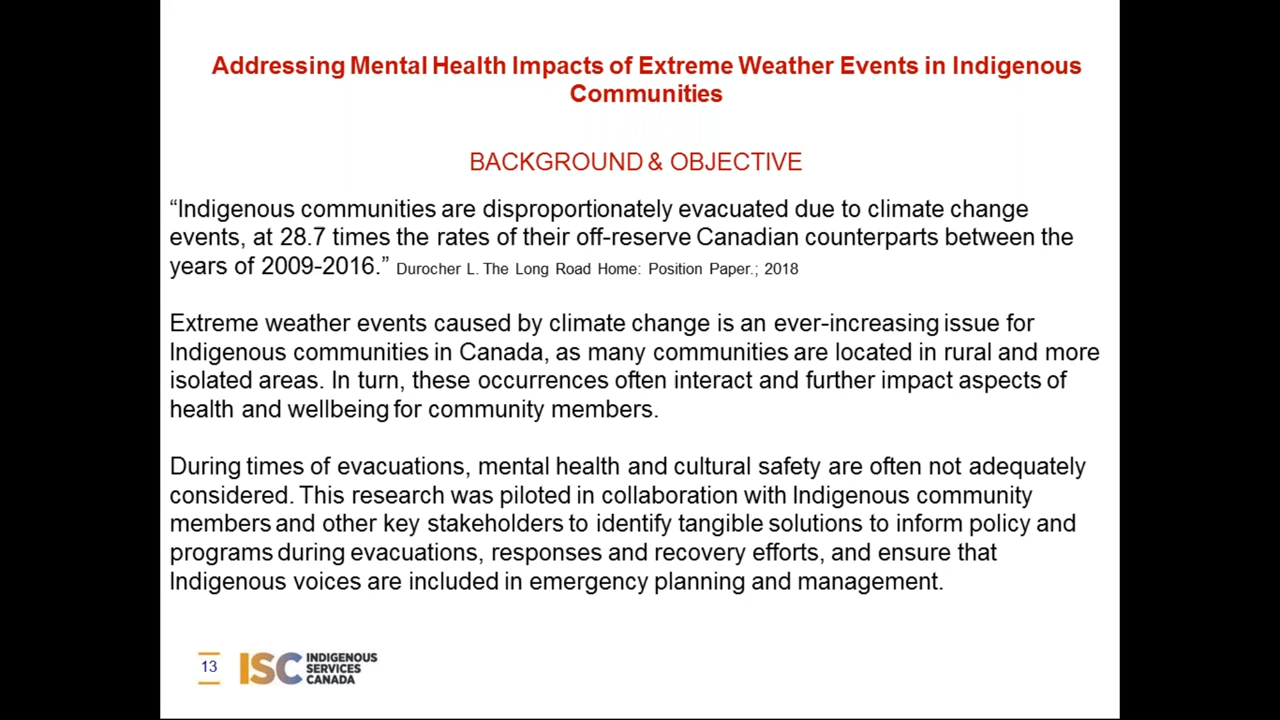 Addressing Mental Health Impacts of Extreme Weather Events in Indigenous
Communities
BACKGROUND & OBJECTIVE
“Indigenous communities are disproportionately evacuated due to climate change
events, at 28.7 times the rates of their off-reserve Canadian counterparts between the
years of 2009-2016.” Durocher L. The Long Road Home: Position Paper.; 2018
Extreme weather events caused by climate change is an ever-increasing issue for
Indigenous communities in Canada, as many communities are located in rural and more
isolated areas. In turn, these occurrences often interact and further impact aspects of
health and wellbeing for community members.
During times of evacuations, mental health and cultural safety are often not adequately
considered. This research was piloted in collaboration with Indigenous community
members and other key stakeholders to identify tangible solutions to inform policy and
programs during evacuations, responses and recovery efforts, and ensure that
Indigenous voices are included in emergency planning and management.
13
ISC
INDIGENOUS
SERVICES
CANADA